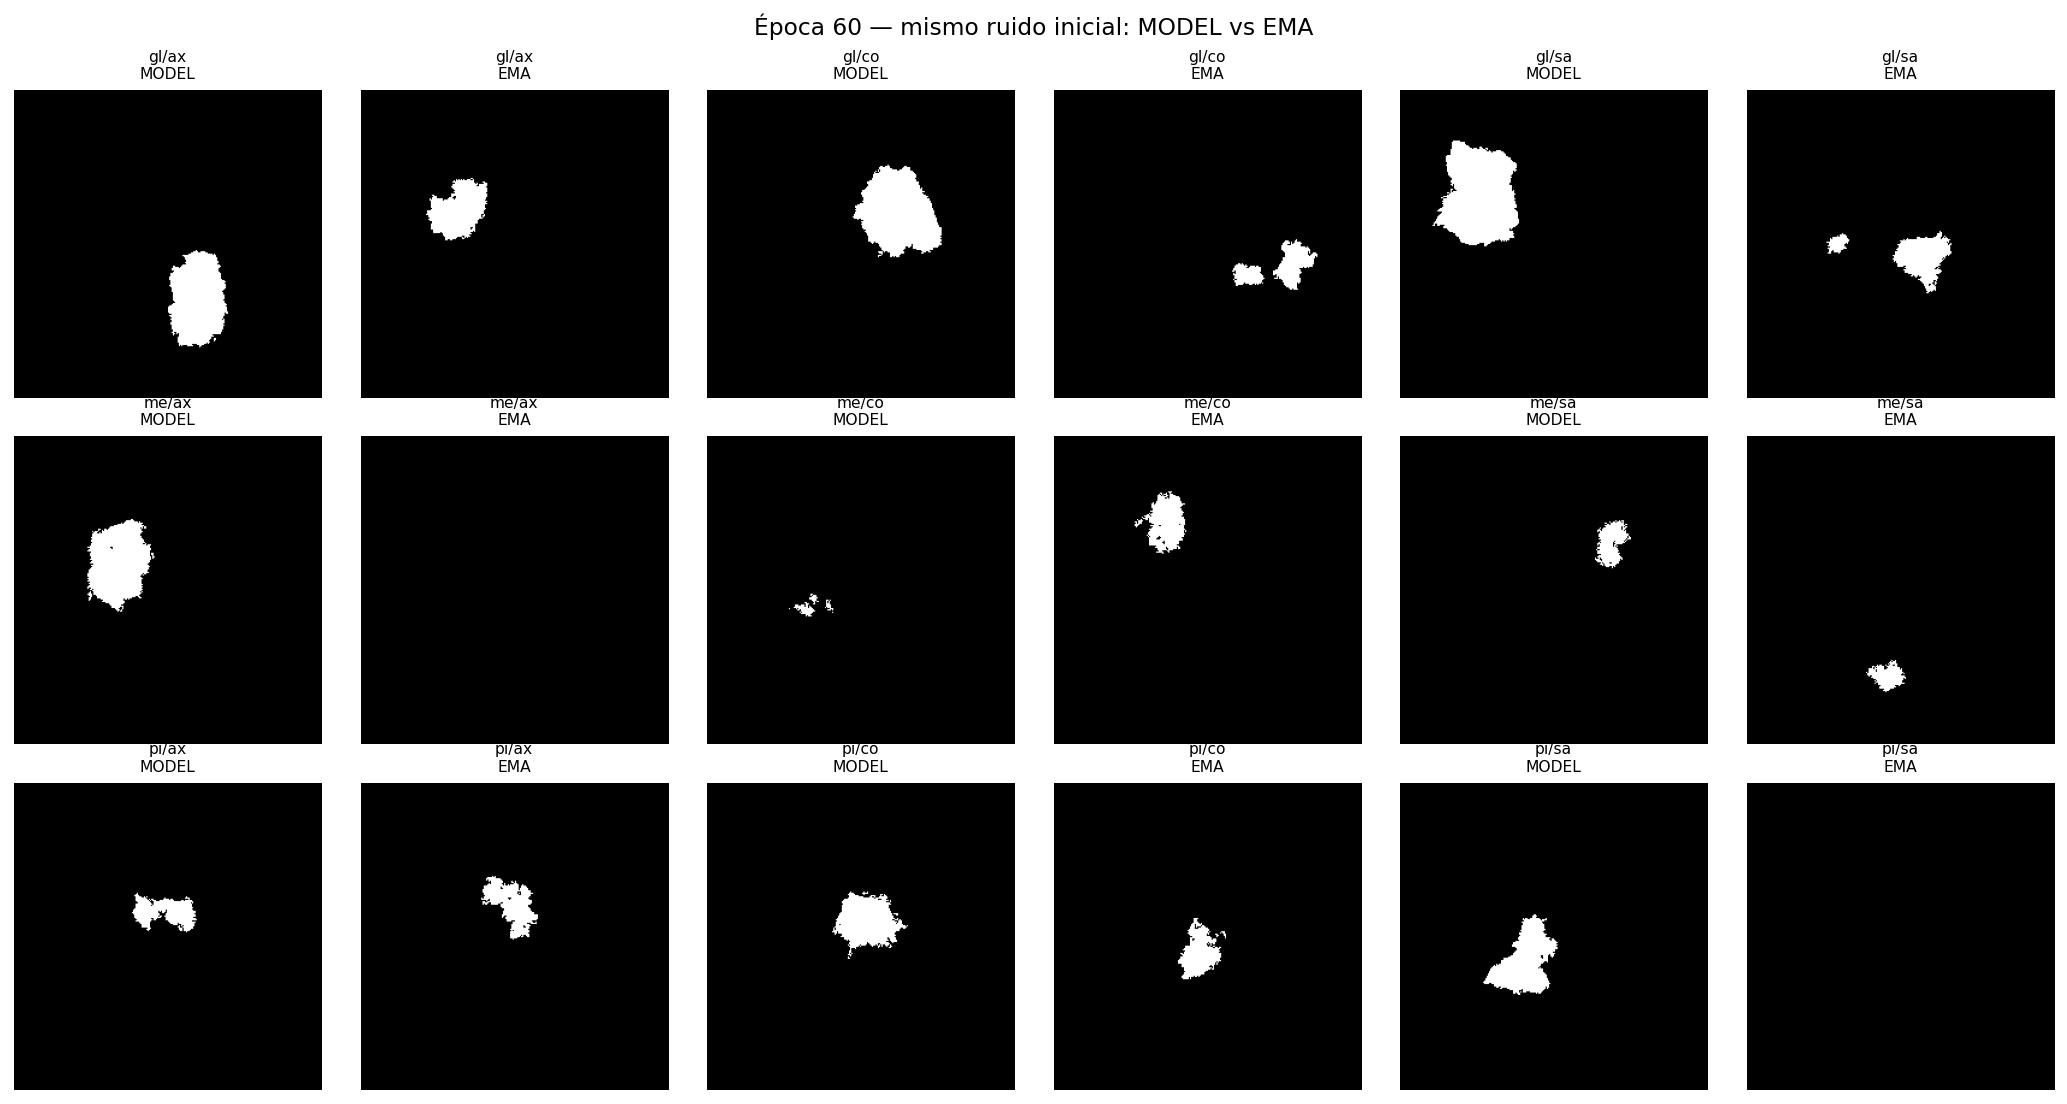 Época 60 — mismo ruido inicial: MODEL vs EMA
gl/ax
MODEL
gl/ax
EMA
gl/co
MODEL
gl/co
EMA
gl/sa
MODEL
gl/sa
EMA
me/ax
MODEL
me/ax
EMA
me/co
MODEL
me/co
EMA
me/sa
MODEL
me/sa
EMA
pi/ax
MODEL
pi/ax
EMA
pi/co
MODEL
pi/co
EMA
pi/sa
MODEL
pi/sa
EMA